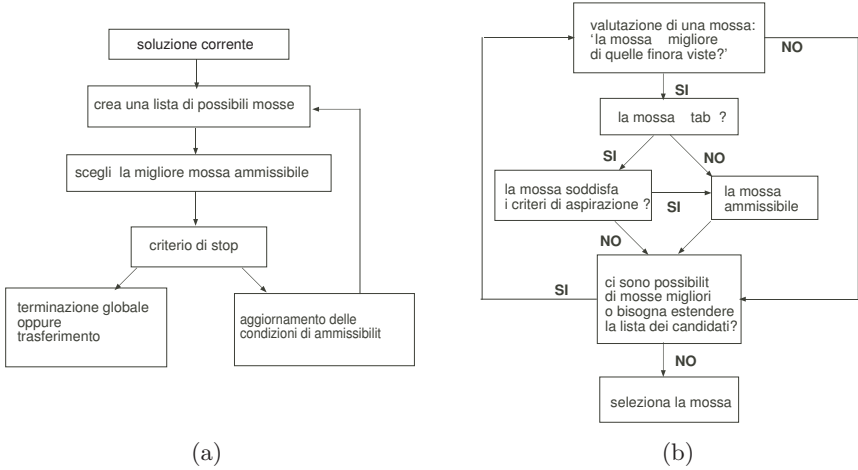 soluzione corrente
crea una lista di possibili mosse
scegli la migliore mossa ammissibile
criterio di stop
terminazione globale
oppure
trasferimento
aggiornamento delle
condizioni di ammissibilit
(a)
valutazione di una mossa:
‘la mossa migliore
di quelle finora viste?’
NO
SI
la mossa tab ?
SI
NO
la mossa soddisfa
i criteri di aspirazione ?
SI
la mossa
ammissibile
NO
SI
ci sono possibilit
di mosse migliori
o bisogna estendere
la lista dei candidati?
NO
seleziona la mossa
(b)